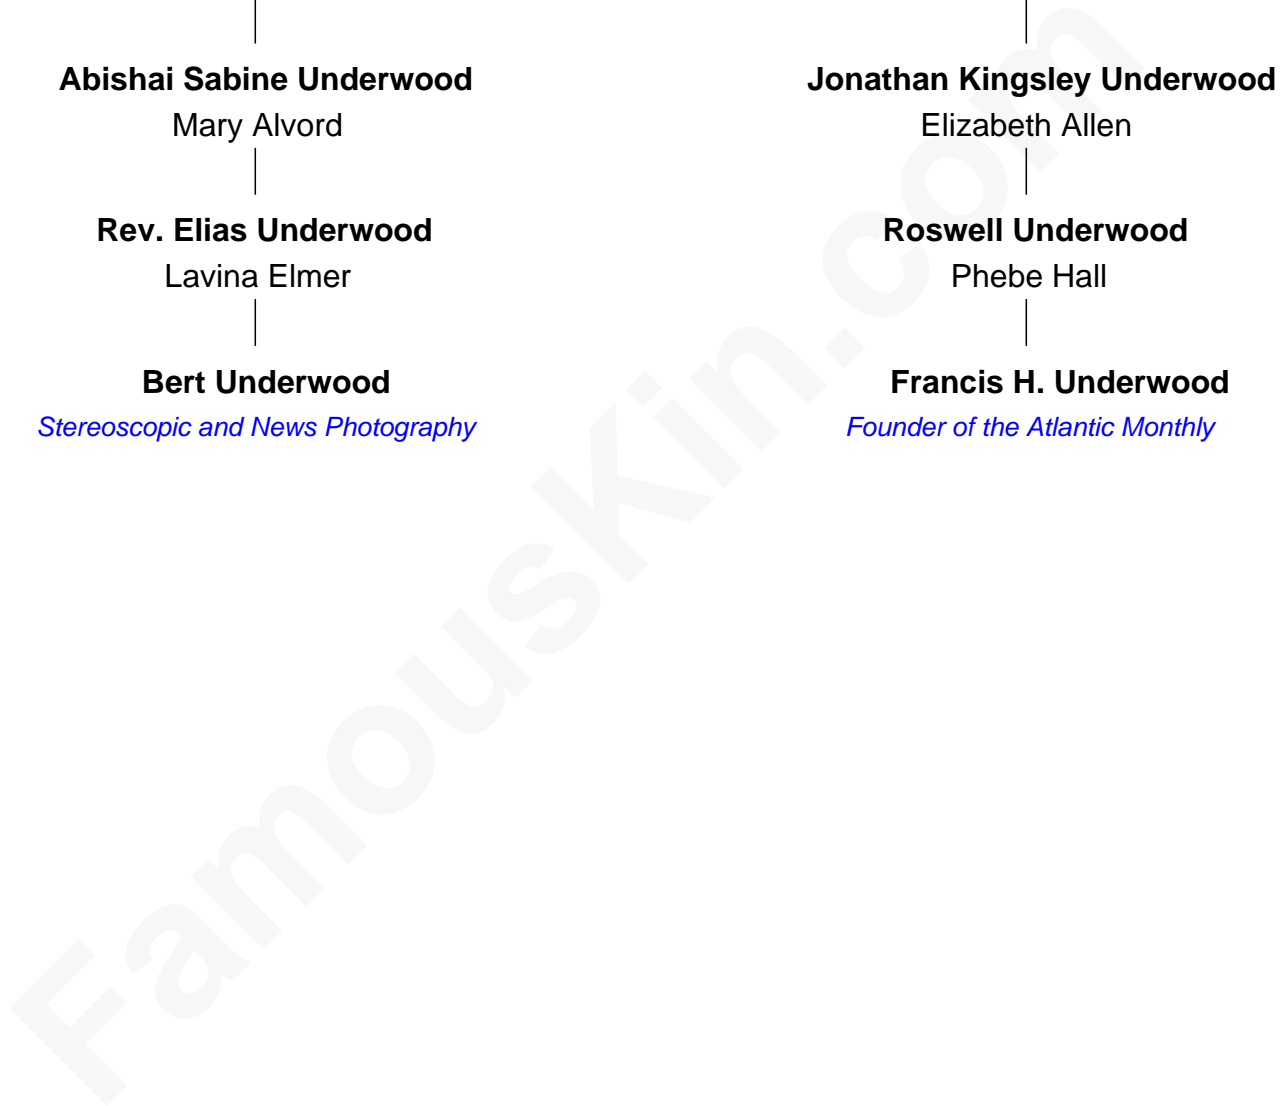 Abishai Sabine Underwood
Mary Alvord
Rev. Elias Underwood
Lavina Elmer
Bert Underwood
Stereoscopic and News Photography
Jonathan Kingsley Underwood
Elizabeth Allen
Roswell Underwood
Phebe Hall
Francis H. Underwood
Founder of the Atlantic Monthly
FamousKin.com